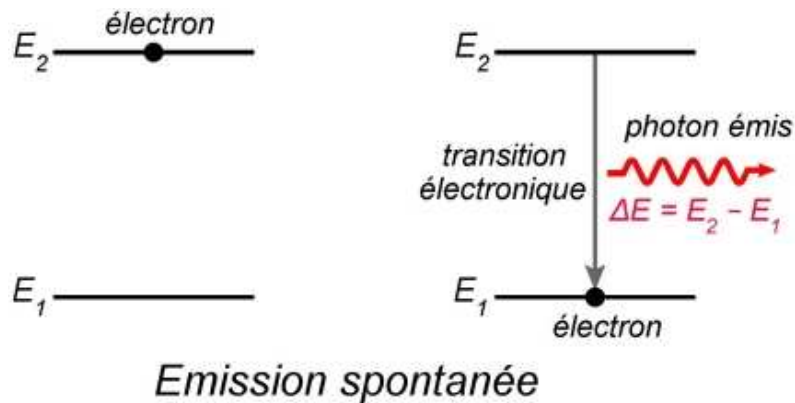 électron
E₂
E₁
E₂
transition
électronique
photon émis
ΔE = E₂ − E₁
E₁
électron
Emission spontanée